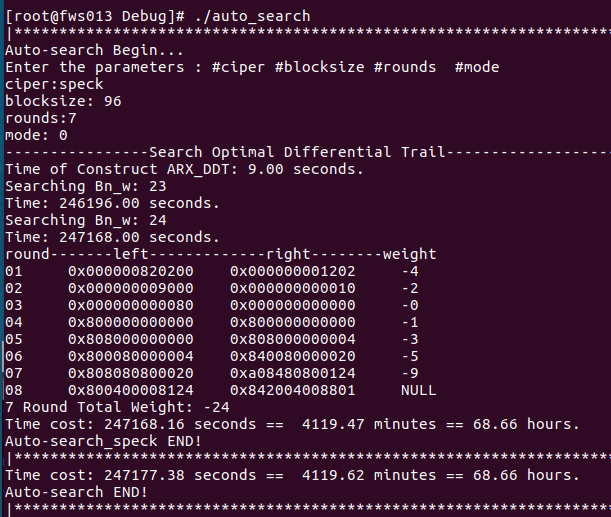 [root@fws013 Debug]# ./auto_search
|****************************************************************************
Auto-search Begin...
Enter the parameters : #ciper #blocksize #rounds  #mode
ciper:speck
blocksize: 96
rounds:7
mode: 0
----------------Search Optimal Differential Trail--------------------
Time of Construct ARX_DDT: 9.00 seconds.
Searching Bn_w: 23
Time: 246196.00 seconds.
Searching Bn_w: 24
Time: 247168.00 seconds.
round-------left-------------right--------weight
01     0x000000820200    0x000000001202     -4
02     0x000000009000    0x000000000010     -2
03     0x000000000080    0x000000000000     -0
04     0x800000000000    0x800000000000     -1
05     0x808000000000    0x808000000004     -3
06     0x800080000004    0x840080000020     -5
07     0x808080800020    0xa08480800124     -9
08     0x800400008124    0x842004008801     NULL
7 Round Total Weight: -24
Time cost: 247168.16 seconds ==  4119.47 minutes == 68.66 hours.
Auto-search_speck END!
|****************************************************************************
Time cost: 247177.38 seconds ==  4119.62 minutes == 68.66 hours.
Auto-search END!
|****************************************************************************